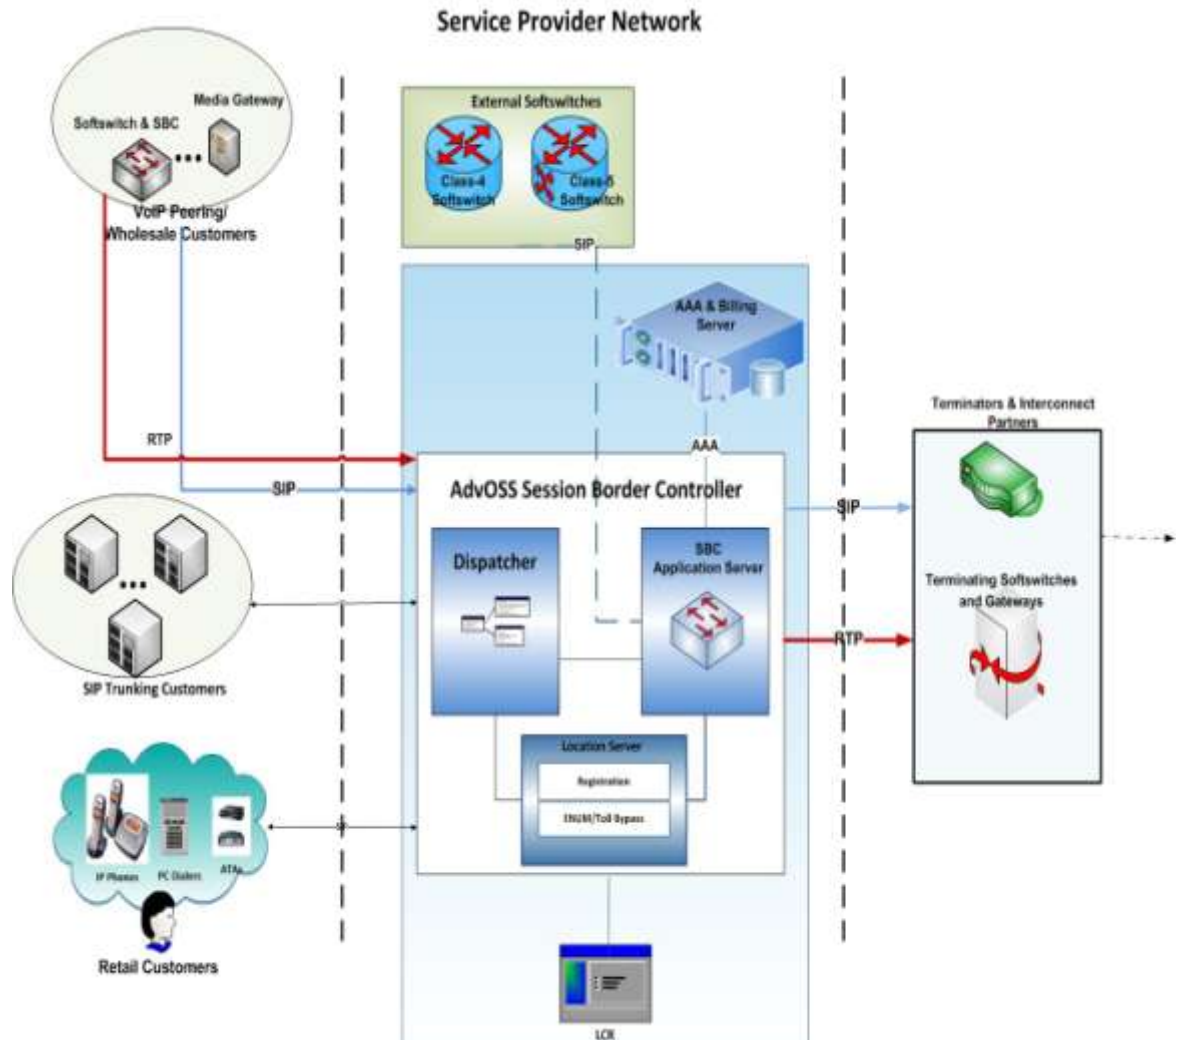 Service Provider Network
Media Gateway
Softswitch & SBC
VoIP Peering/
Wholesale Customers
External Softswitches
Class-4
Softswitch
Class-5
Softswitch
SIP
AAA & Billing
Server
AAA
RTP
SIP
AdvOSS Session Border Controller
Dispatcher
SBC
Application Server
Location Server
Registration
ENUM/Toll Bypass
LCR
SIP Trunking Customers
IP Phones
PC Dialers
ATAs
Retail Customers
Terminators & Interconnect
Partners
SIP
Terminating Softswitches
and Gateways
RTP